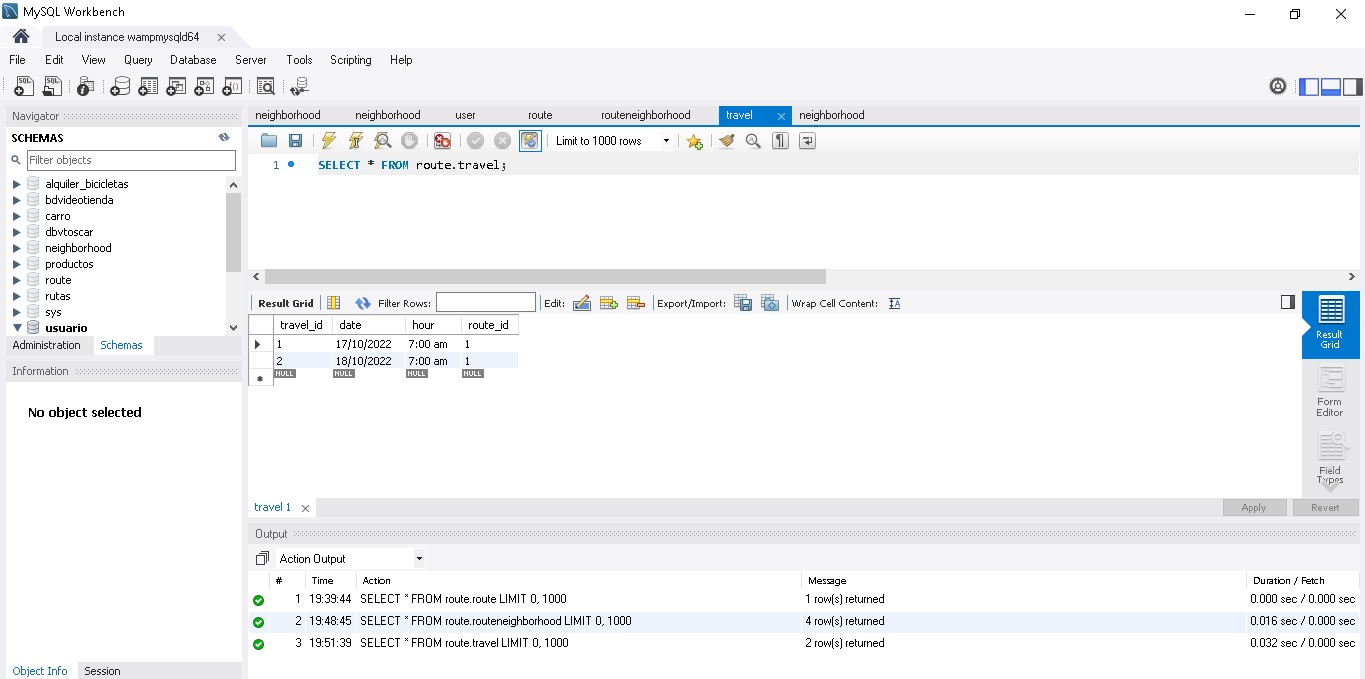 MySQL Workbench
Local instance wampmysqld64
File Edit View Query Database Server Tools Scripting Help
Navigator
SCHEMAS
Filter objects
alquiler_bicicletas
bdvideotienda
carro
dbvtoscar
neighborhood
productos
route
rutas
sys
usuario
Administration Schemas
Information
No object selected
Object Info Session
neighborhood neighborhood user route routeneighborhood travel neighborhood
Limit to 1000 rows
1 SELECT * FROM route.travel;
Result Grid Filter Rows: Edit: Export/Import: Wrap Cell Content:
travel_id date hour route_id
1 17/10/2022 7:00 am 1
2 18/10/2022 7:00 am 1
NULL NULL NULL NULL
Result
Grid
Form
Editor
Field
Types
travel 1
Apply Revert
Output
Action Output
# Time Action Message Duration / Fetch
1 19:39:44 SELECT * FROM route.route LIMIT 0, 1000 1 row(s) returned 0.000 sec / 0.000 sec
2 19:48:45 SELECT * FROM route.routeneighborhood LIMIT 0, 1000 4 row(s) returned 0.016 sec / 0.000 sec
3 19:51:39 SELECT * FROM route.travel LIMIT 0, 1000 2 row(s) returned 0.032 sec / 0.000 sec